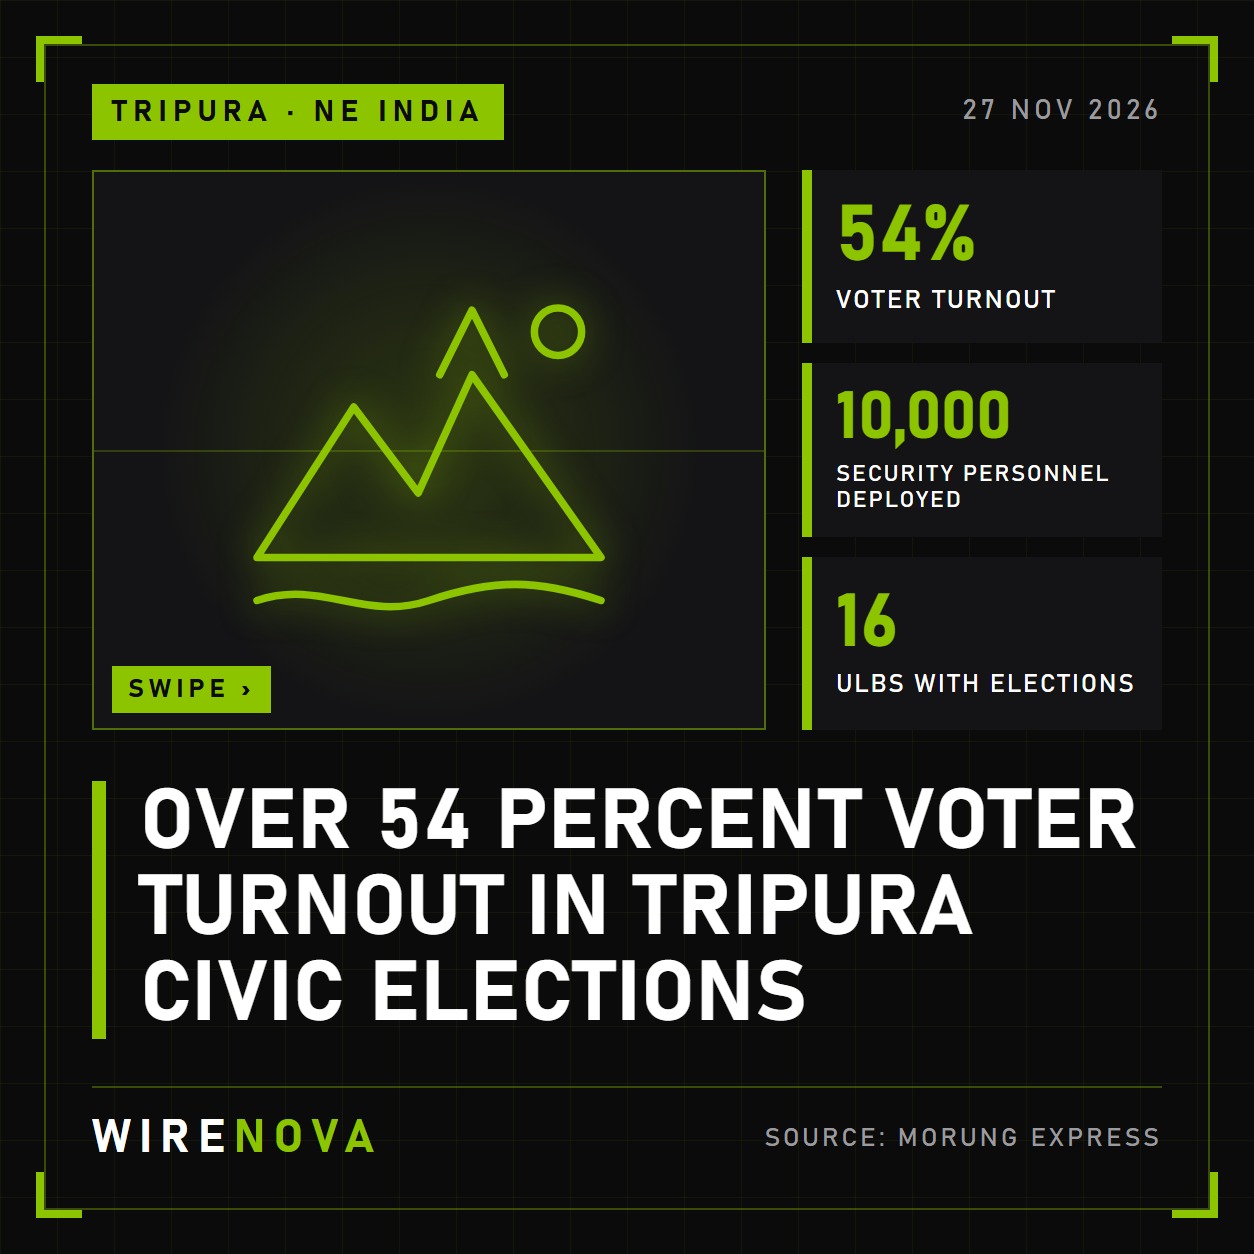 TRIPURA · NE INDIA
27 NOV 2026
54%
VOTER TURNOUT
10,000
SECURITY PERSONNEL
DEPLOYED
16
ULBS WITH ELECTIONS
SWIPE ›
OVER 54 PERCENT VOTER
TURNOUT IN TRIPURA
CIVIC ELECTIONS
WIRENOVA
SOURCE: MORUNG EXPRESS